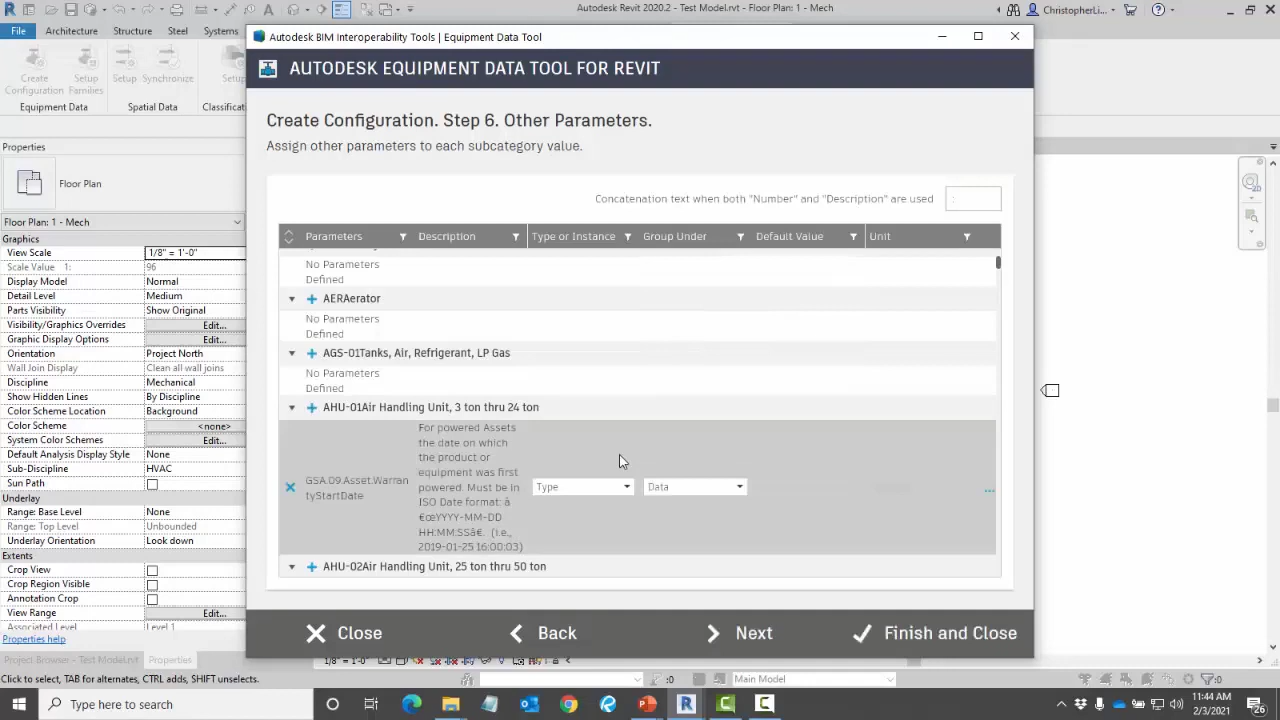 Autodesk Revit 2020.2 - Test Model.rvt - Floor Plan: 1 - Mech
ChristopherLi...
File
Architecture
Structure
Steel
Systems
Autodesk BIM Interoperability Tools | Equipment Data Tool
AUTODESK EQUIPMENT DATA TOOL FOR REVIT
Create
Configuration
Setup
Families
Setup
Synchronize
Setu
Equipment Data
Spatial Data
Classificati
Create Configuration. Step 6. Other Parameters.
Assign other parameters to each subcategory value.
Concatenation text when both "Number" and "Description" are used
:
Parameters
Description
Type or Instance
Group Under
Default Value
Unit
No Parameters
Defined
AERAerator
No Parameters
Defined
AGS-01Tanks, Air, Refrigerant, LP Gas
No Parameters
Defined
AHU-01Air Handling Unit, 3 ton thru 24 ton
GSA.09.Asset.Warran
tyStartDate
For powered Assets
the date on which
the product or
equipment was first
powered. Must be in
ISO Date format: â
€œYYYY-MM-DD
HH:MM:SSâ€. (i.e.,
2019-01-25 16:00:03)
Type
Data
...
AHU-02Air Handling Unit, 25 ton thru 50 ton
Close
Back
Next
Finish and Close
Properties
Floor Plan
Floor Plan: 1 - Mech
Graphics
View Scale 1/8" = 1'-0"
Scale Value 1: 96
Display Model Normal
Detail Level Medium
Parts Visibility Show Original
Visibility/Graphics Overrides Edit...
Graphic Display Options Edit...
Orientation Project North
Wall Join Display Clean all wall joins
Discipline Mechanical
Show Hidden Lines By Discipline
Color Scheme Location Background
Color Scheme <none>
System Color Schemes Edit...
Default Analysis Display Style None
Sub-Discipline HVAC
Sun Path
Underlay
Range: Base Level None
Range: Top Level Unbounded
Underlay Orientation Look down
Extents
Crop View
Crop Region Visible
Annotation Crop
View Range Edit...
Associated Level Level 1
Properties help
Project Browser - Test Model.rvt
Properties
1/8" = 1'-0"
Click to select, TAB for alternates, CTRL adds, SHIFT unselects.
:0
Main Model
:0
Type here to search
11:44 AM
2/3/2021
26